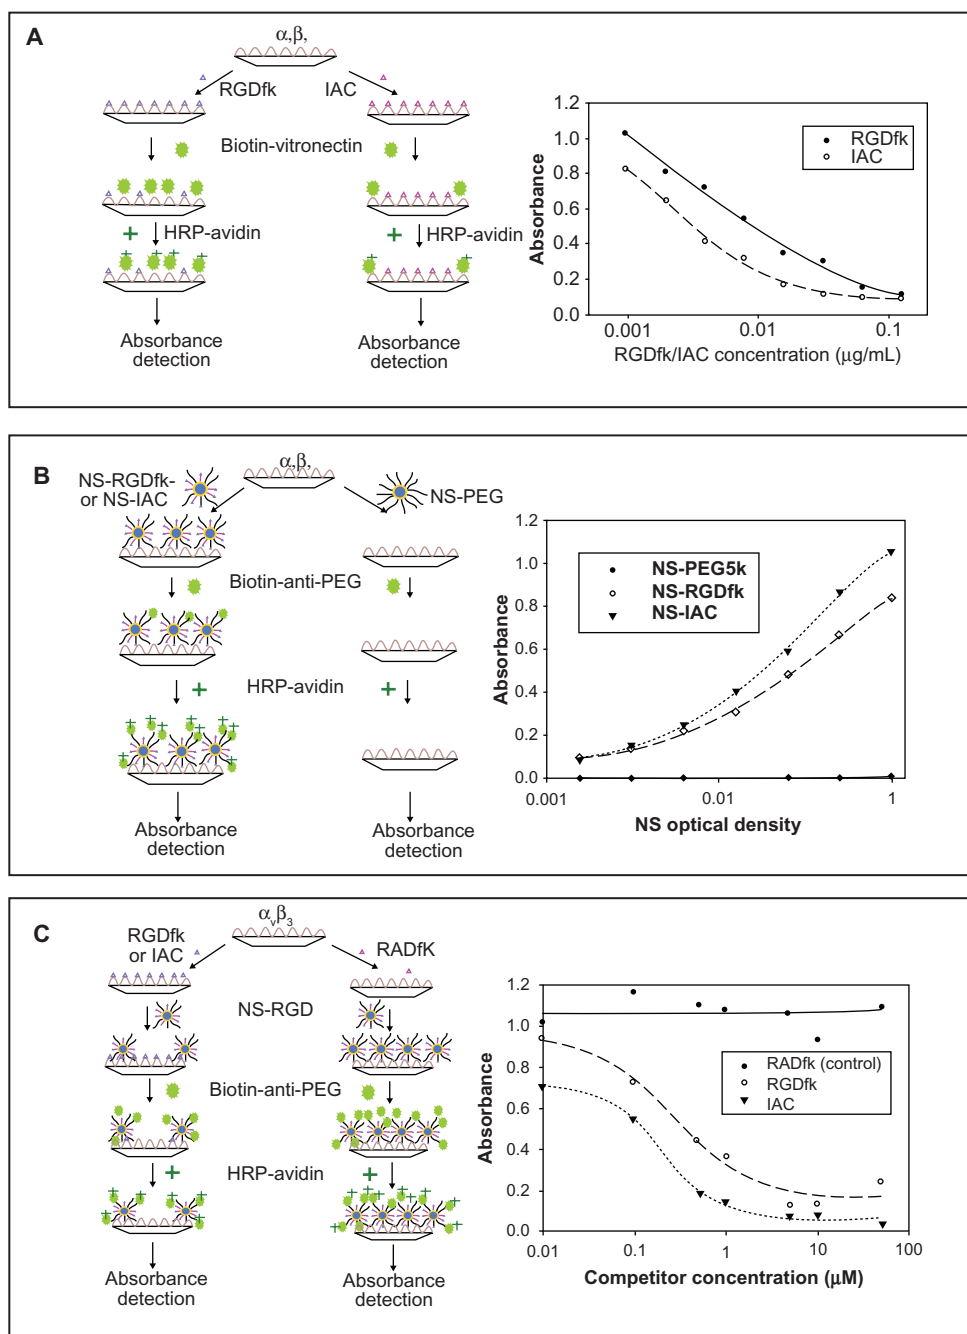 A
α,β,
RGDfk
IAC
Biotin-vitronectin
HRP-avidin
HRP-avidin
Absorbance
detection
Absorbance
detection
Absorbance
1.2
1.0
0.8
0.6
0.4
0.2
0.0
RGDfk
IAC
0.001
0.01
0.1
RGDfk/IAC concentration (μg/mL)
B
α,β,
NS-RGDfk-
or NS-IAC
NS-PEG
Biotin-anti-PEG
HRP-avidin
Absorbance
detection
Absorbance
detection
Absorbance
1.2
1.0
0.8
0.6
0.4
0.2
0.0
NS-PEG5k
NS-RGDfk
NS-IAC
0.001
0.01
1
NS optical density
C
αvβ3
RGDfk
or IAC
RADfK
NS-RGD
Biotin-anti-PEG
HRP-avidin
Absorbance
detection
Absorbance
detection
Absorbance
1.2
1.0
0.8
0.6
0.4
0.2
0.0
RADfk (control)
RGDfk
IAC
0.01
0.1
1
10
100
Competitor concentration (μM)